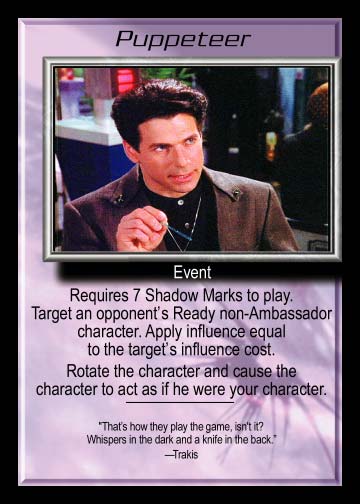 Puppeteer
Event
Requires 7 Shadow Marks to play.
Target an opponent's Ready non-Ambassador
character. Apply influence equal
to the target's influence cost.
Rotate the character and cause the
character to act as if he were your character.
"That's how they play the game, isn't it?
Whispers in the dark and a knife in the back."
—Trakis